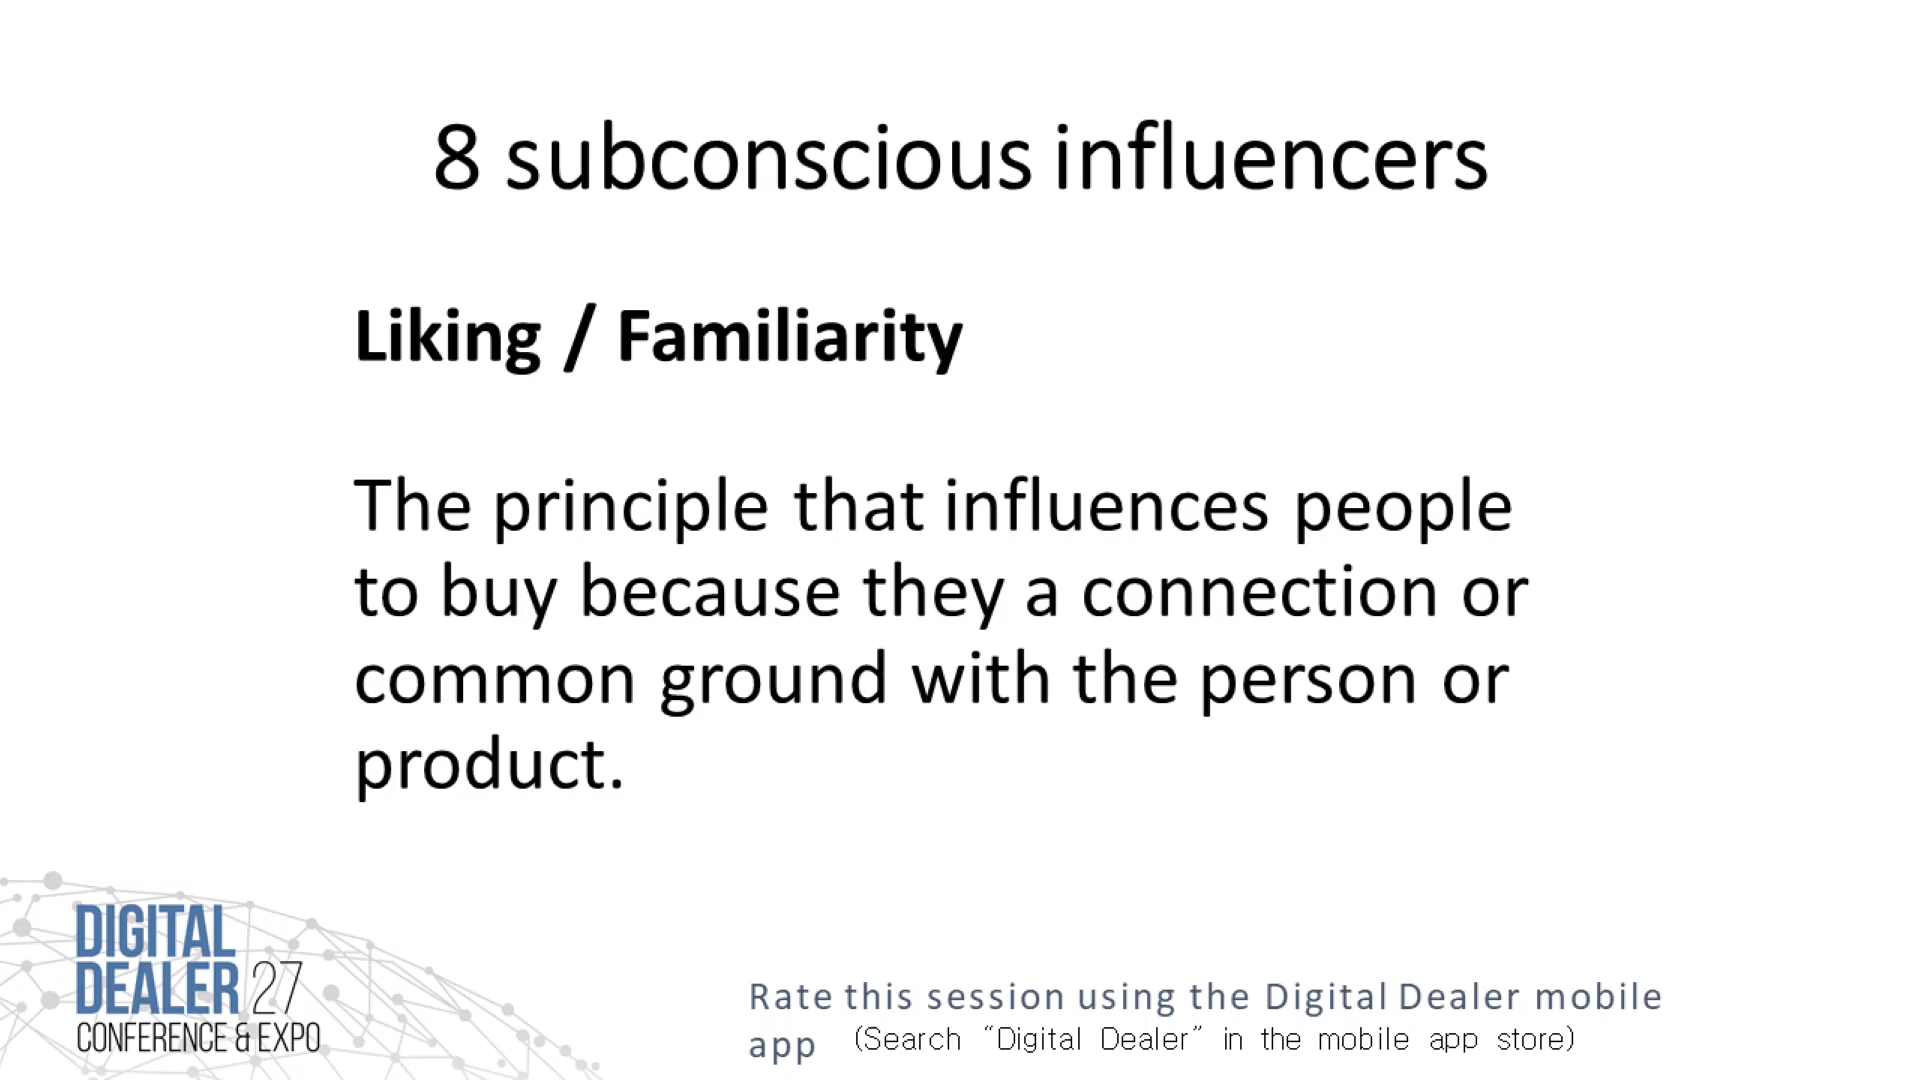 8 subconscious influencers
Liking / Familiarity
The principle that influences people
to buy because they a connection or
common ground with the person or
product.
DIGITAL
DEALER 27
CONFERENCE & EXPO
Rate this session using the Digital Dealer mobile
app (Search “Digital Dealer” in the mobile app store)